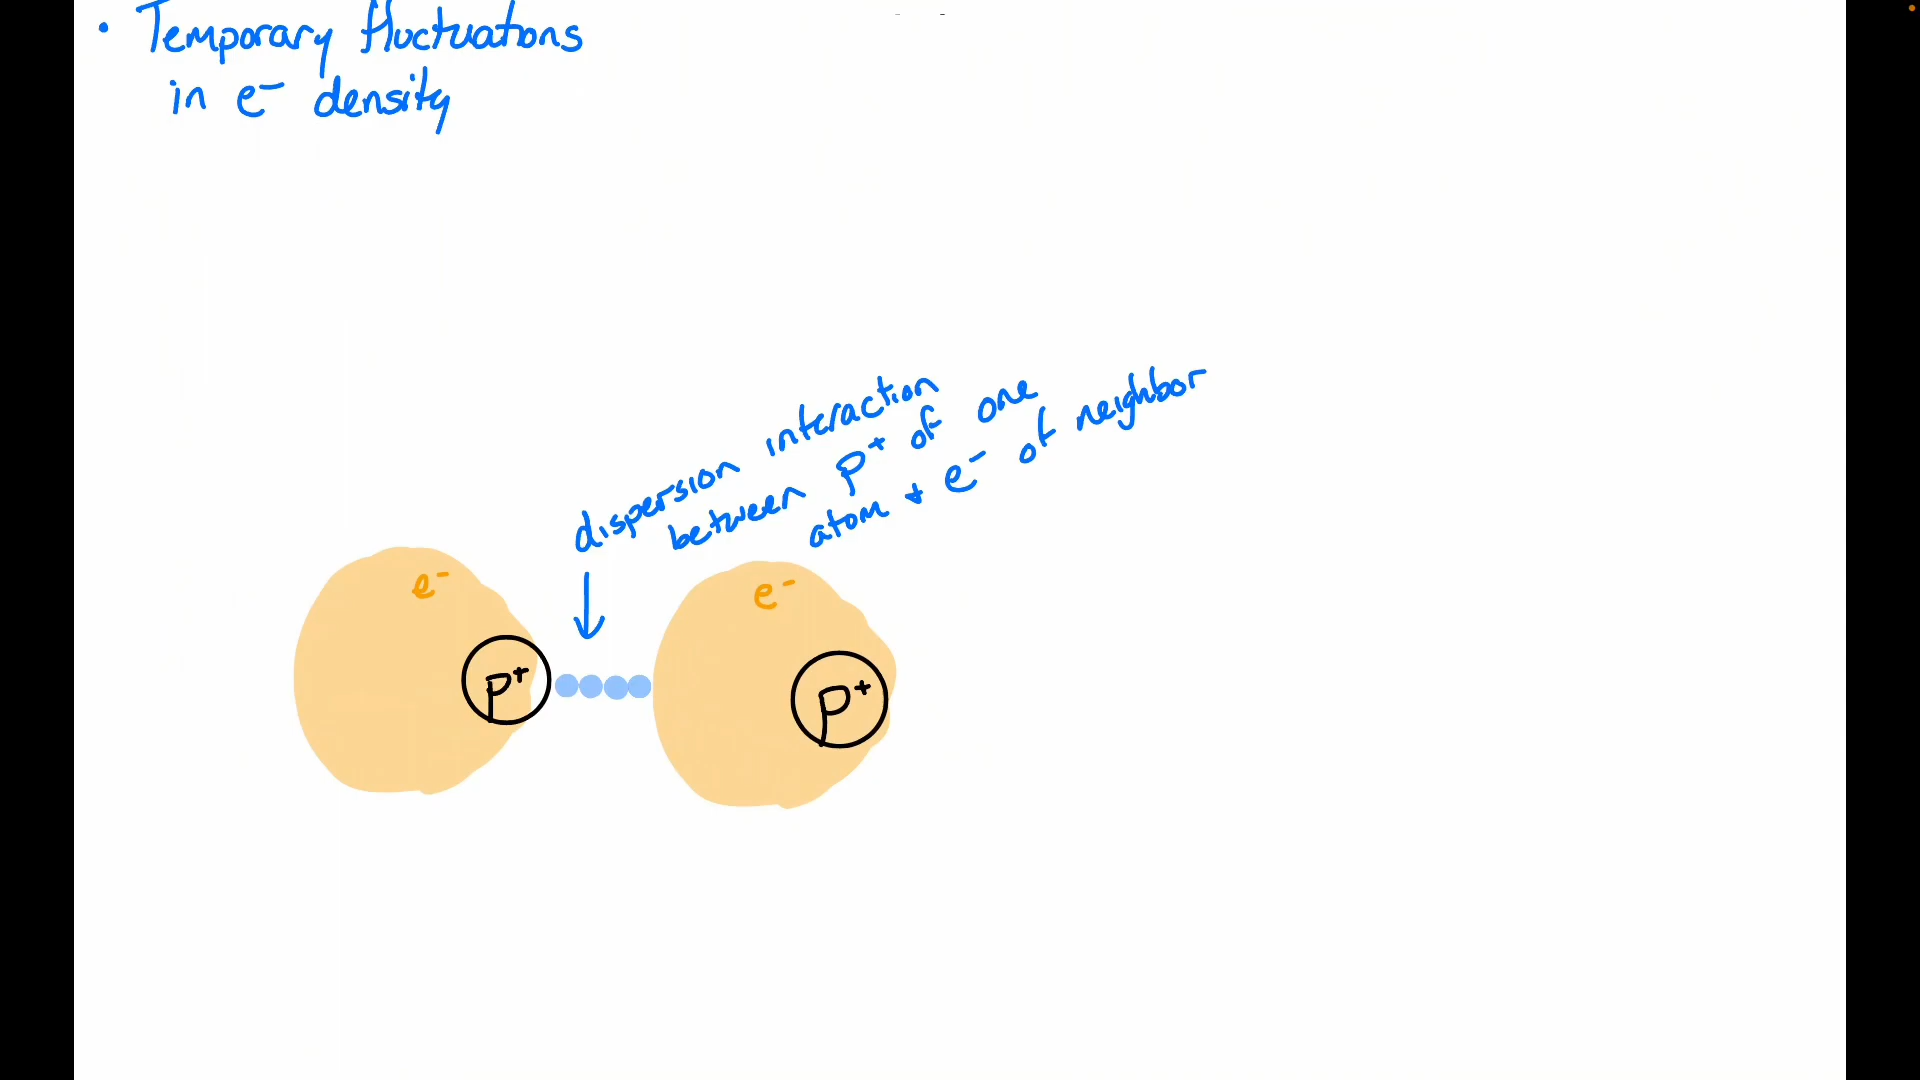 • Temporary fluctuations
in e⁻ density
dispersion interaction
between P⁺ of one
atom + e⁻ of neighbor
e⁻
e⁻
P⁺
P⁺